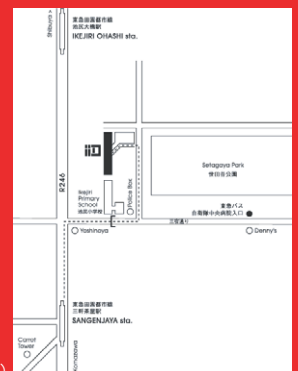 Shibuya
東急田園都市線
池尻大橋駅
IKEJIRI OHASHI sta.
iiD
Setagaya Park
世田谷公園
R246
Ikejiri
Primary
School
池尻小学校
Police Box
東急バス
自衛隊中央病院入口
三宿通り
Yoshinoya
Denny's
東急田園都市線
三軒茶屋駅
SANGENJAYA sta.
Carrot
Tower
Komazawa